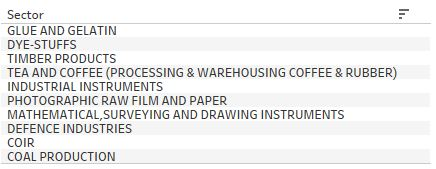 Sector
GLUE AND GELATIN
DYE-STUFFS
TIMBER PRODUCTS
TEA AND COFFEE (PROCESSING & WAREHOUSING COFFEE & RUBBER)
INDUSTRIAL INSTRUMENTS
PHOTOGRAPHIC RAW FILM AND PAPER
MATHEMATICAL,SURVEYING AND DRAWING INSTRUMENTS
DEFENCE INDUSTRIES
COIR
COAL PRODUCTION